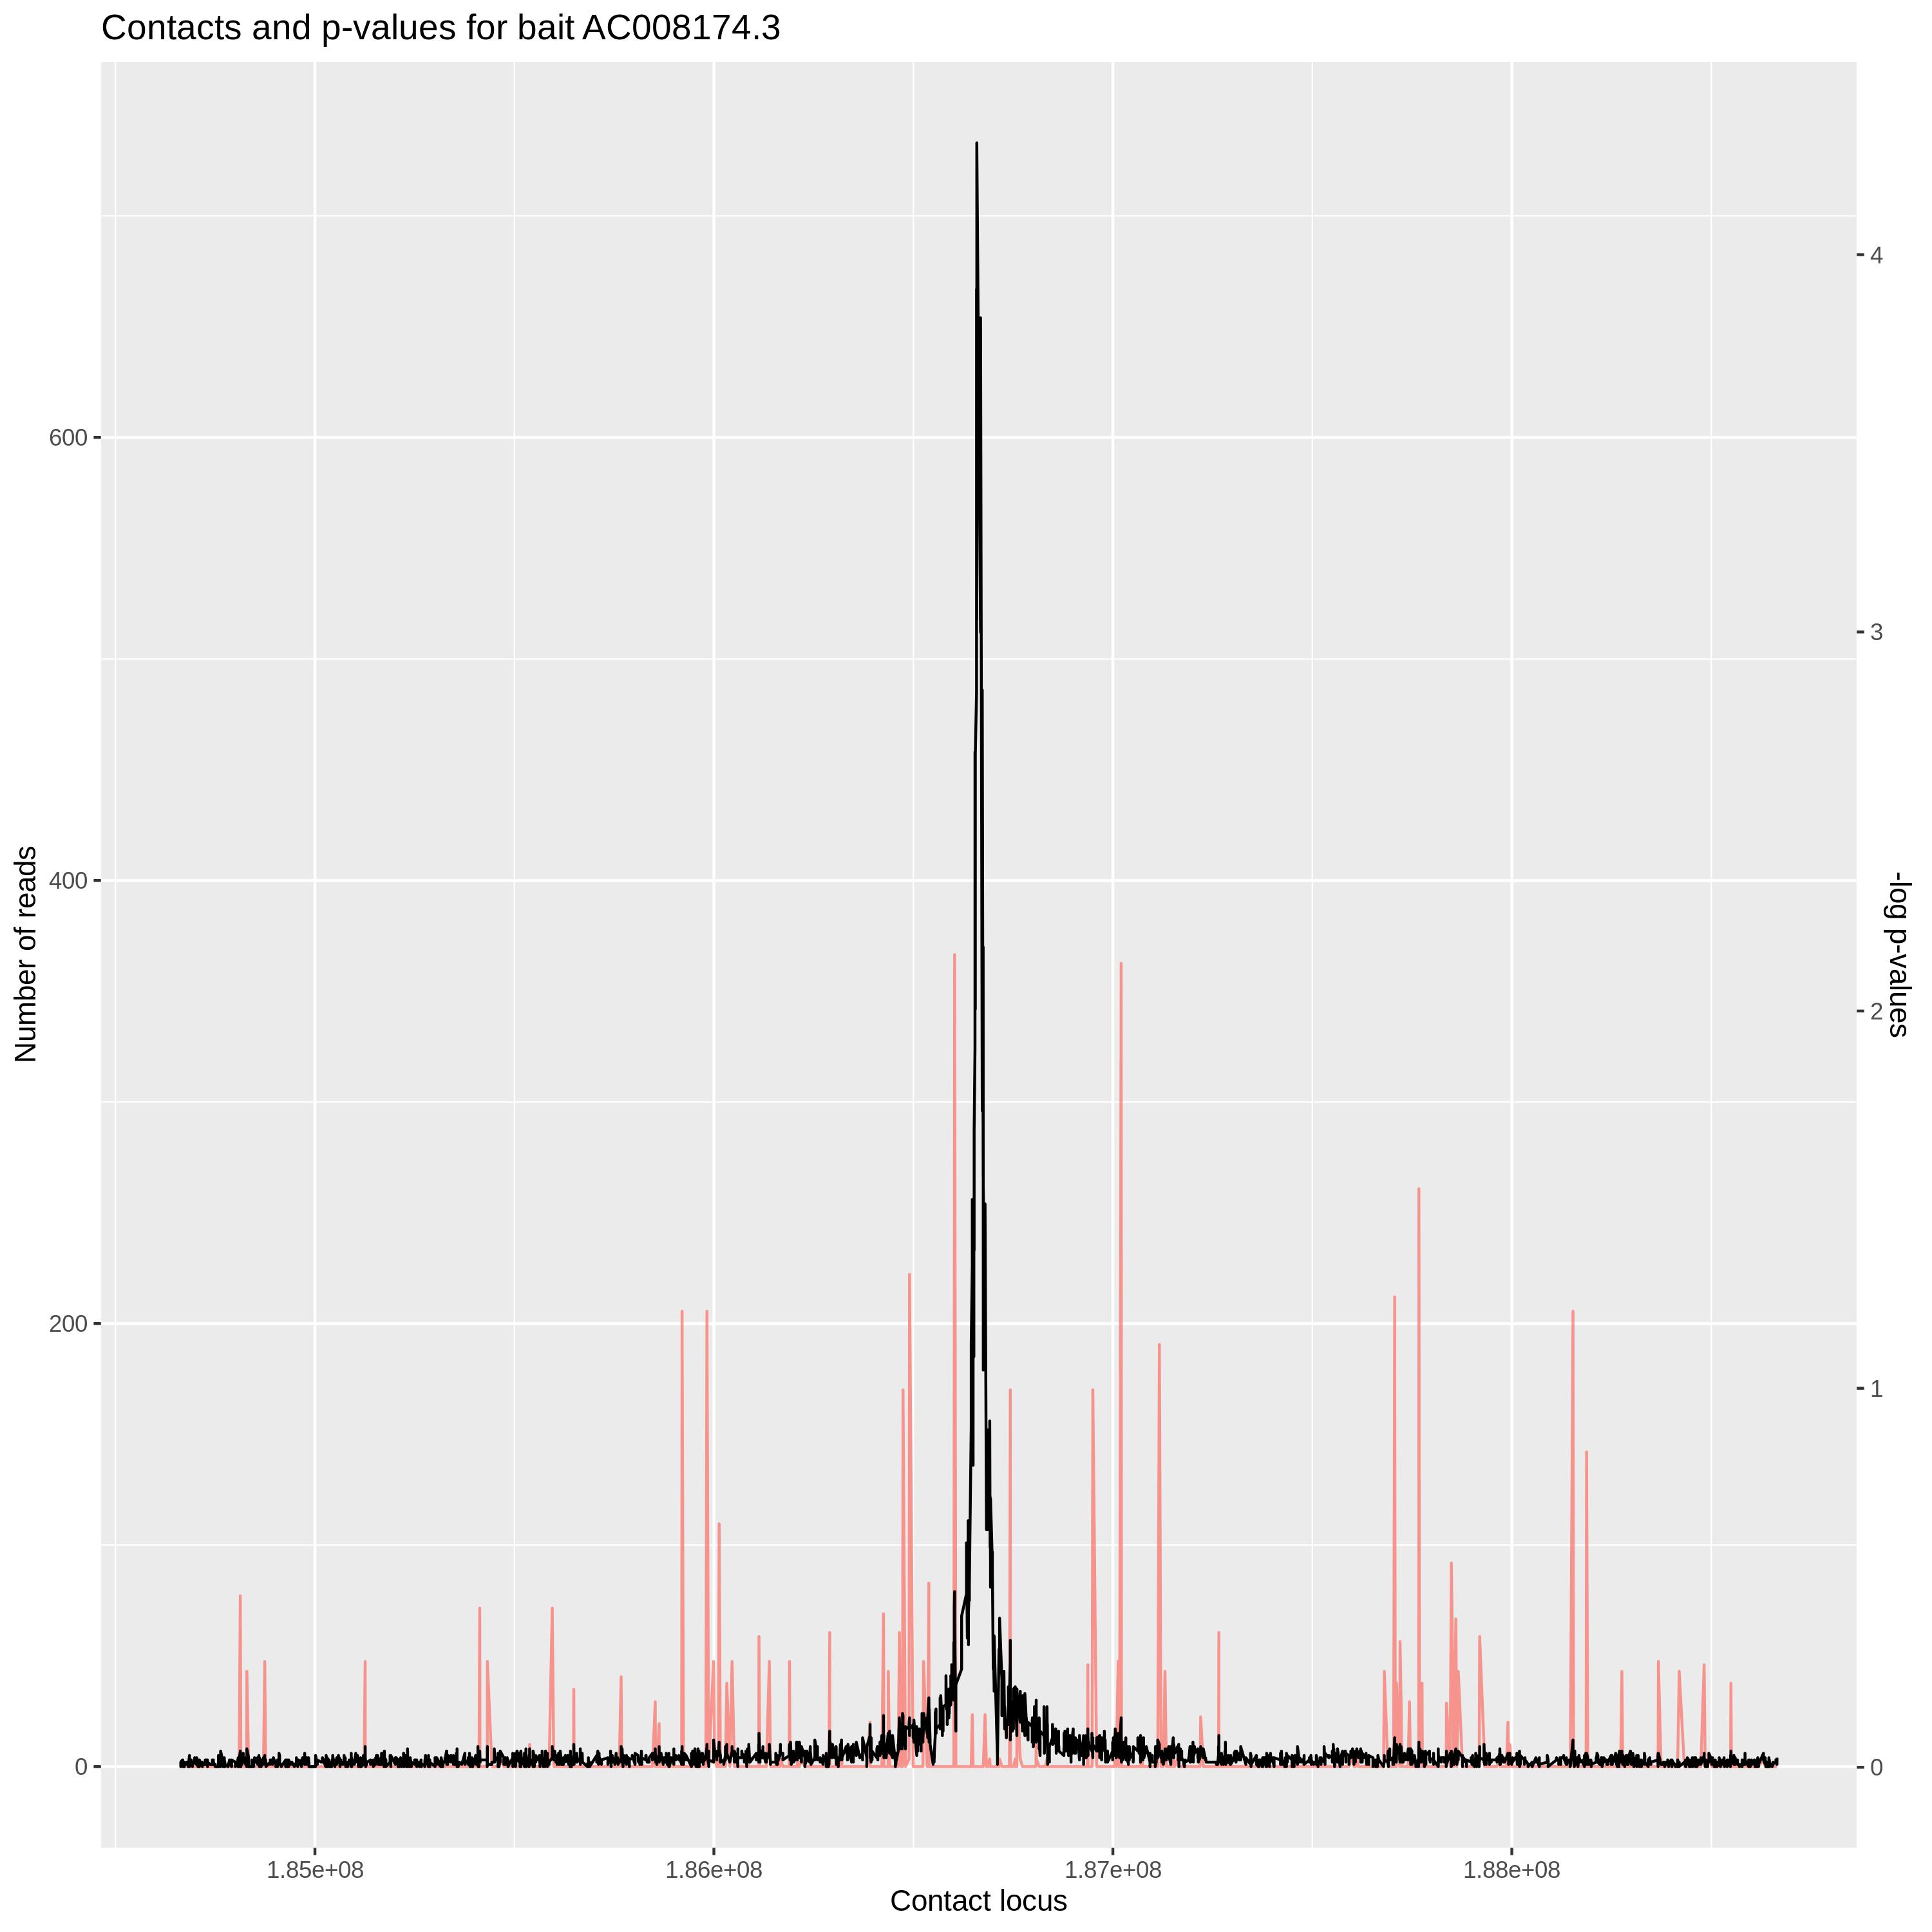 Contacts and p-values for bait AC008174.3
Number of reads
600
400
200
0
4
3
2
1
0
-log p-values
1.85e+08
1.86e+08
1.87e+08
1.88e+08
Contact locus